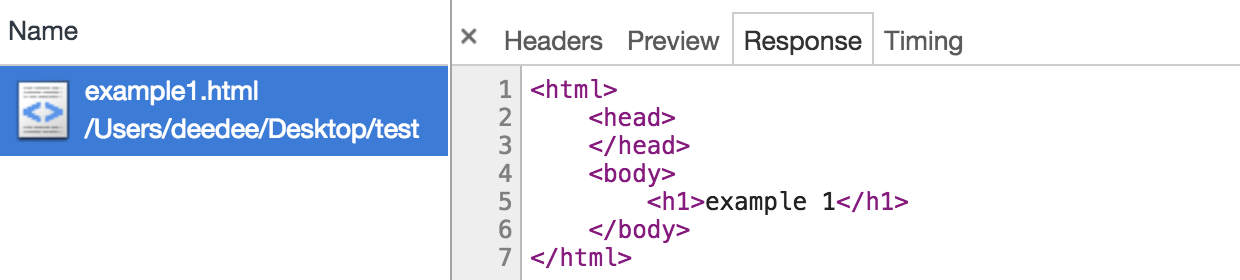 Name
× Headers Preview Response Timing
example1.html
/Users/deedee/Desktop/test
1 <html>
2     <head>
3     </head>
4     <body>
5         <h1>example 1</h1>
6     </body>
7 </html>